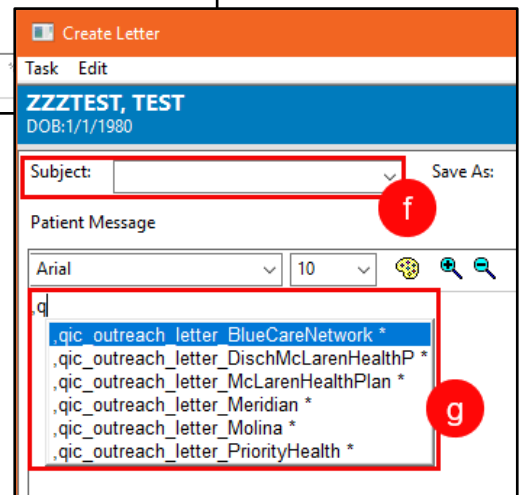 Create Letter
Task Edit
ZZZTEST, TEST
DOB:1/1/1980
Subject: Save As:
f
Patient Message
Arial 10
,q
,qic_outreach_letter_BlueCareNetwork *
,qic_outreach_letter_DischMcLarenHealthP *
,qic_outreach_letter_McLarenHealthPlan *
,qic_outreach_letter_Meridian *
,qic_outreach_letter_Molina *
,qic_outreach_letter_PriorityHealth *
g